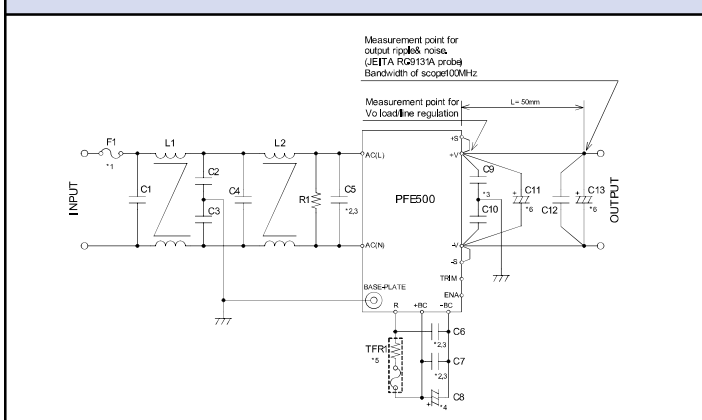 Measurement point for
output ripple& noise.
(JEITA RC-9131A probe)
Bandwidth of scope100MHz
Measurement point for
Vo load/line regulation
L= 50mm
F1
*1
L1
L2
INPUT
C1
C2
C3
C4
R1
C5
*2,3
AC(L)
AC(N)
PFE500
BASE-PLATE
+S
+V
-V
-S
TRIM
ENA
R
+BC
-BC
C9
*3
C10
C11
+
*6
C12
C13
+
*6
OUTPUT
TFR1
*5
C6
*2,3
C7
*2,3
C8
+
*4